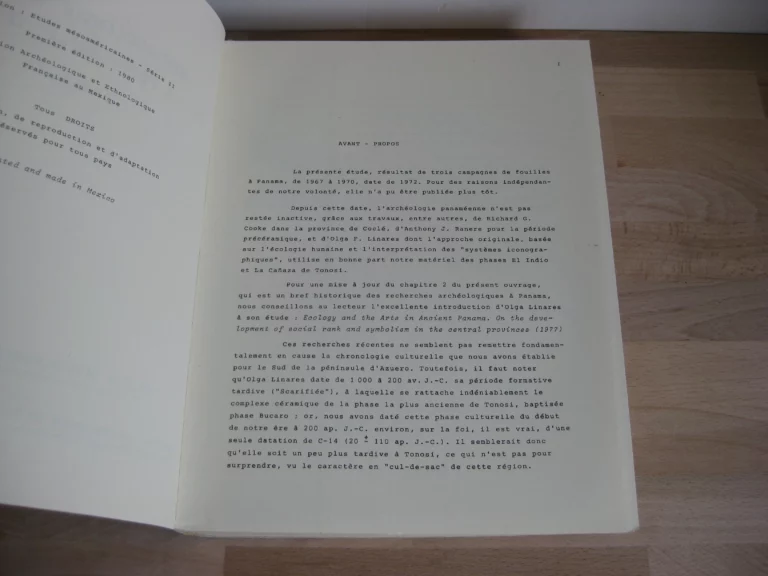 ion : Etudes mésoaméricaines - Série II
Première édition : 1980
ion Archéologique et Ethnologique
Française au Mexique
Tous DROITS
de reproduction et d'adaptation
réservés pour tous pays
ted and made in Mexico
AVANT - PROPOS
La présente étude, résultat de trois campagnes de fouilles
à Panama, de 1967 à 1970, date de 1972. Pour des raisons indépendan-
tes de notre volonté, elle n'a pu être publiée plus tôt.
Depuis cette date, l'archéologie panaméenne n'est pas
restée inactive, grâce aux travaux, entre autres, de Richard G.
Cooke dans la province de Coclé, d'Anthony J. Ranere pour la période
précéramique, et d'Olga F. Linares dont l'approche originale, basée
sur l'écologie humaine et l'interprétation des "systèmes iconogra-
phiques", utilise en bonne part notre matériel des phases El Indio
et La Cañaza de Tonosi.
Pour une mise à jour du chapitre 2 du présent ouvrage,
qui est un bref historique des recherches archéologiques à Panama,
nous conseillons au lecteur l'excellente introduction d'Olga Linares
à son étude : Ecology and the Arts in Ancient Panama. On the deve-
lopment of social rank and symbolism in the central provinces (1977)
Ces recherches récentes ne semblent pas remettre fondamen-
talement en cause la chronologie culturelle que nous avons établie
pour le Sud de la péninsule d'Azuero. Toutefois, il faut noter
qu'Olga Linares date de 1 000 à 200 av. J.-C. sa période formative
tardive ("Scarifiée"), à laquelle se rattache indéniablement le
complexe céramique de la phase la plus ancienne de Tonosi, baptisée
phase Bucaro ; or, nous avons daté cette phase culturelle du début
de notre ère à 200 ap. J.-C. environ, sur la foi, il est vrai, d'une
seule datation de C-14 (20 ± 110 ap. J.-C.). Il semblerait donc
qu'elle soit un peu plus tardive à Tonosi, ce qui n'est pas pour
surprendre, vu le caractère en "cul-de-sac" de cette région.